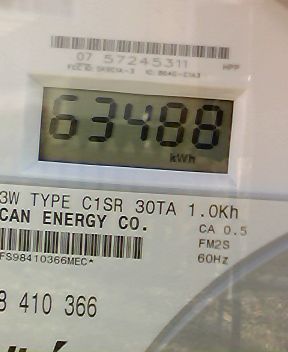 07 57245311 HPP
63488
kWh
3W TYPE C1SR 30TA 1.0Kh
CAN ENERGY CO.
CA 0.5
FM2S
FS98410366MEC*
60Hz
8 410 366